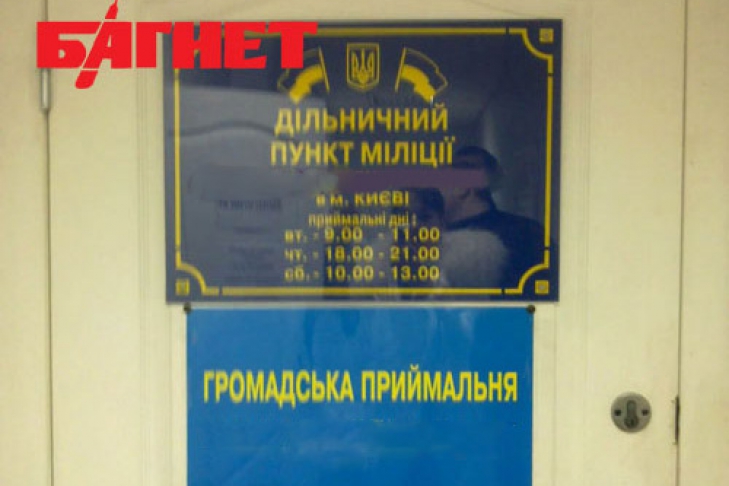 БАГНЕТ
ДІЛЬНИЧНИЙ
ПУНКТ МІЛІЦІЇ
в м. КИЄВІ
приймальні дні :
вт. - 9.00 - 11.00
чт. - 18.00 - 21.00
сб. - 10.00 - 13.00
ГРОМАДСЬКА ПРИЙМАЛЬНЯ